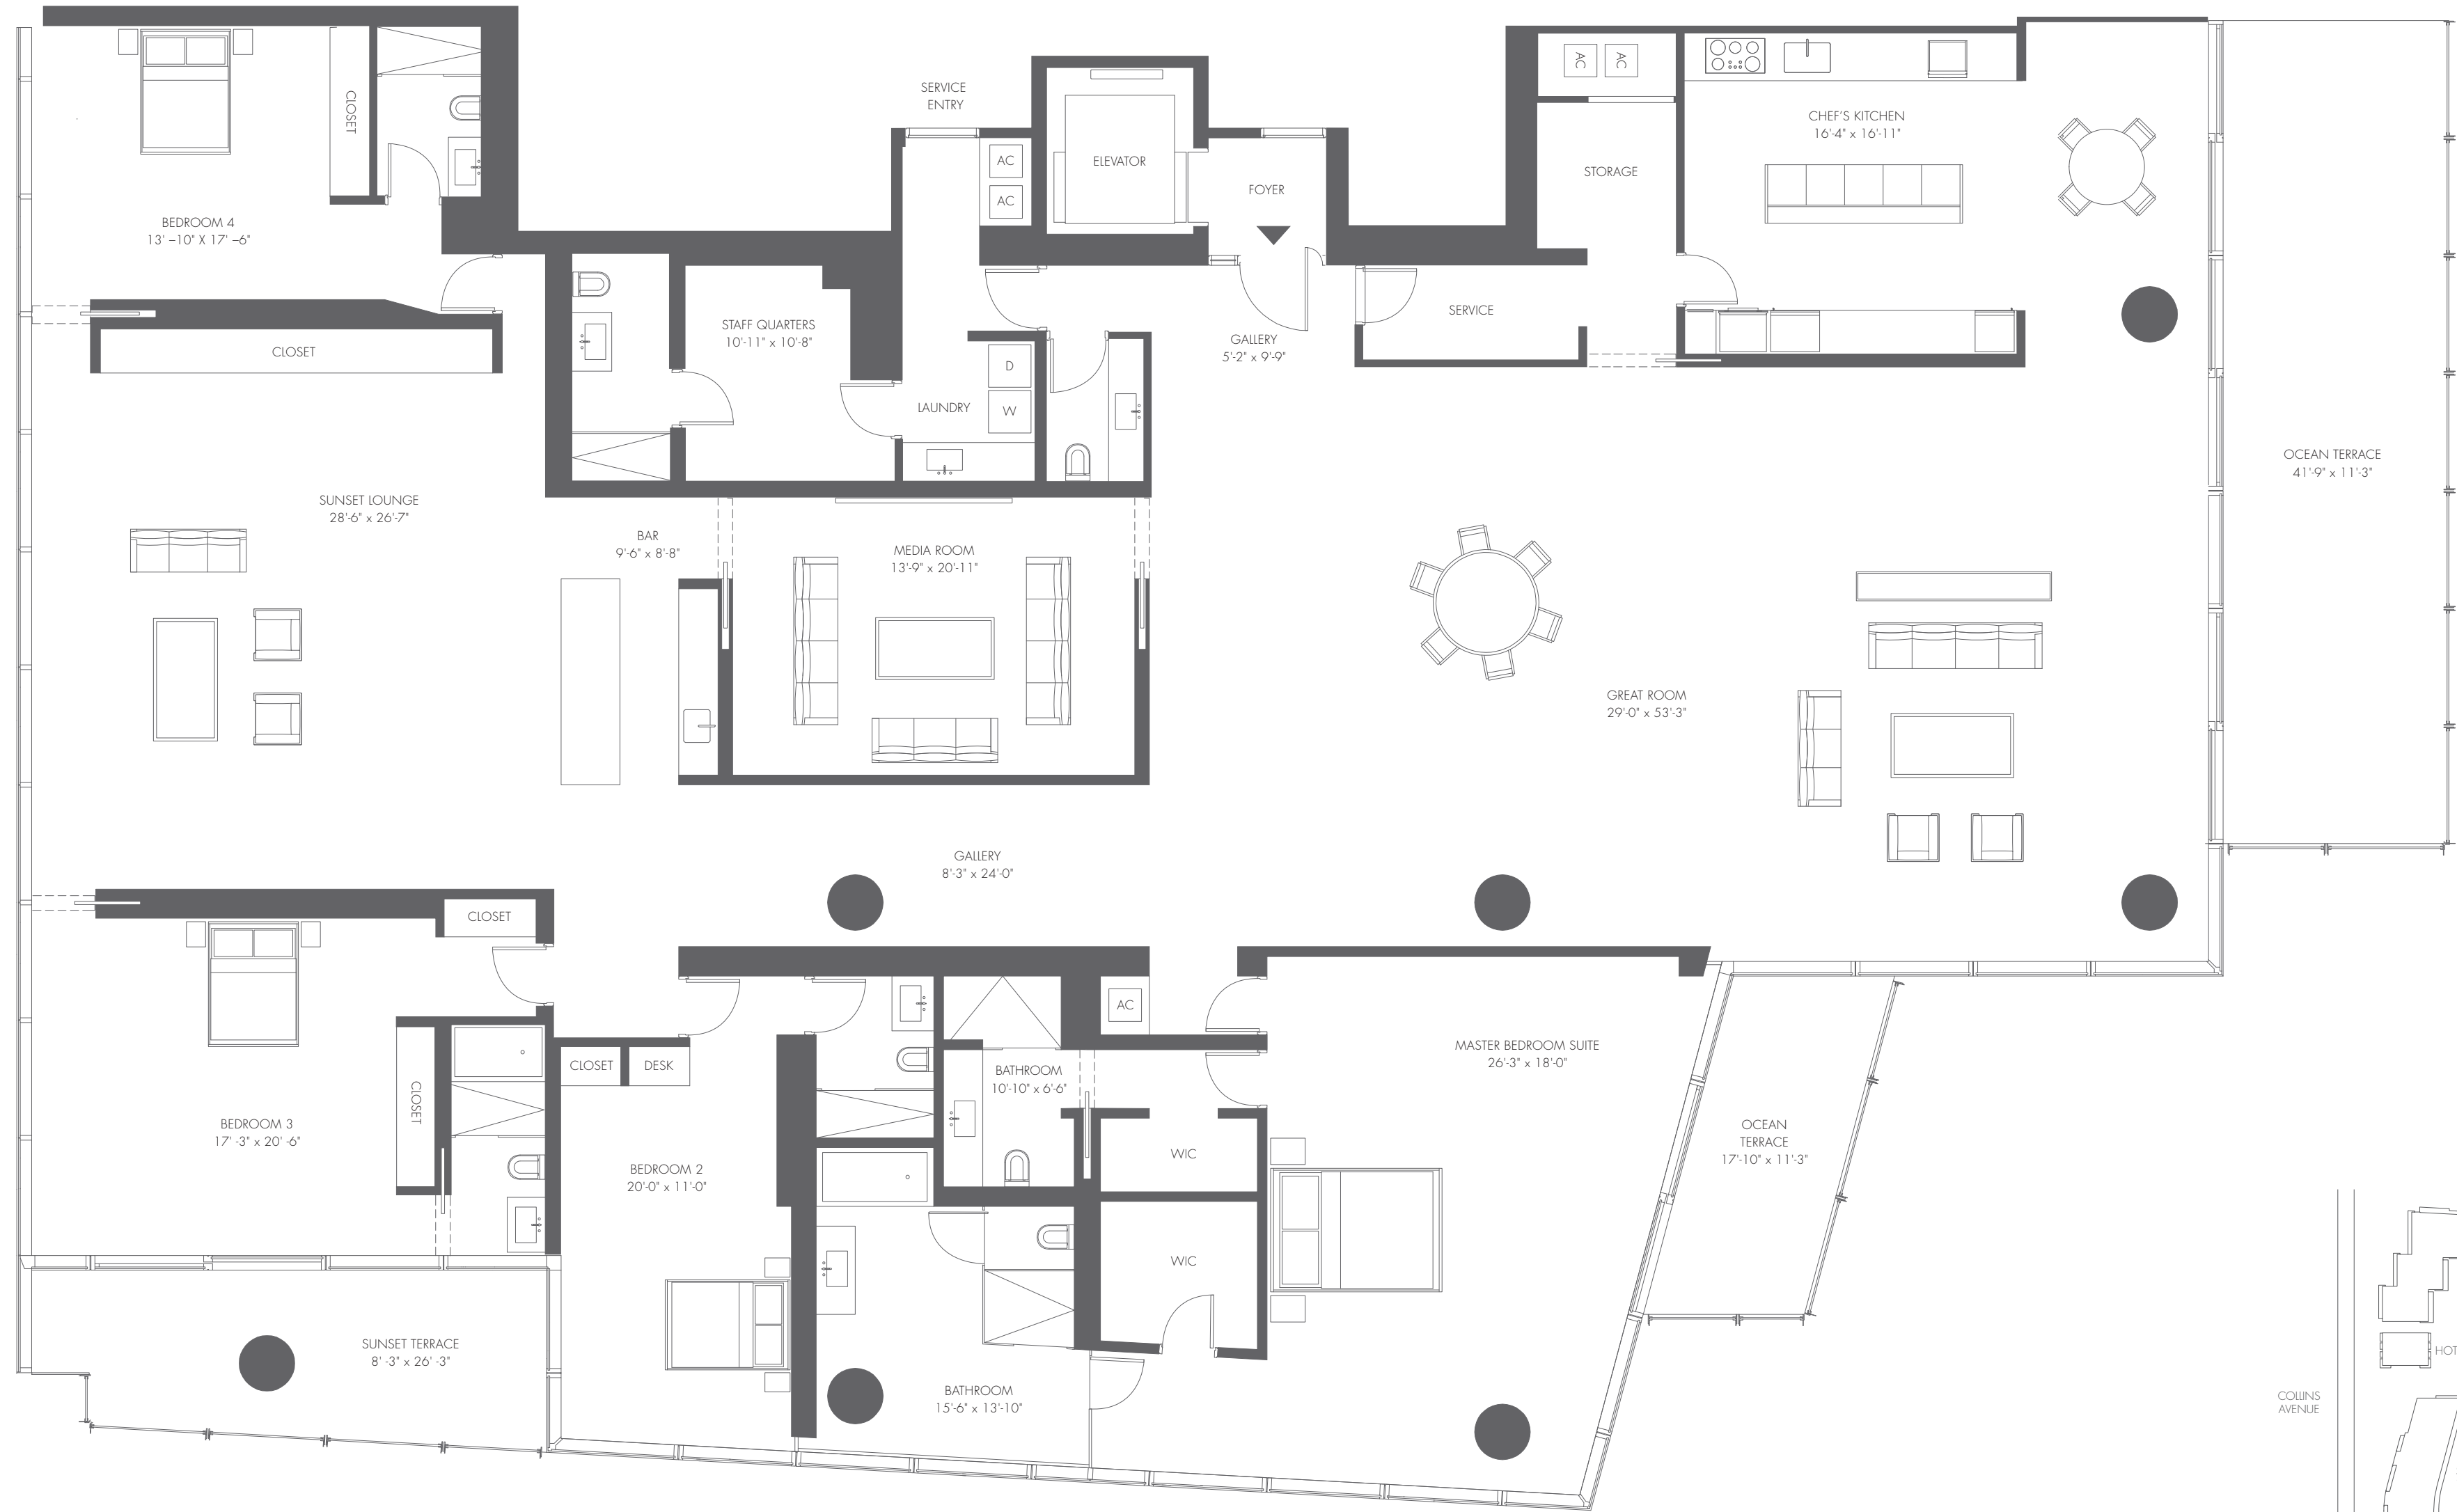 SERVICE
ENTRY
CLOSET
AC
AC
AC
AC
ELEVATOR
FOYER
STORAGE
CHEF'S KITCHEN
16'-4" x 16'-11"
BEDROOM 4
13' –10" X 17' –6"
CLOSET
STAFF QUARTERS
10'-11" x 10'-8"
GALLERY
5'-2" x 9'-9"
SERVICE
D
W
LAUNDRY
OCEAN TERRACE
41'-9" x 11'-3"
SUNSET LOUNGE
28'-6" x 26'-7"
BAR
9'-6" x 8'-8"
MEDIA ROOM
13'-9" x 20'-11"
GREAT ROOM
29'-0" x 53'-3"
GALLERY
8'-3" x 24'-0"
CLOSET
AC
MASTER BEDROOM SUITE
26'-3" x 18'-0"
CLOSET
DESK
BATHROOM
10'-10" x 6'-6"
CLOSET
BEDROOM 3
17' -3" x 20' -6"
OCEAN
TERRACE
17'-10" x 11'-3"
WIC
BEDROOM 2
20'-0" x 11'-0"
WIC
SUNSET TERRACE
8' -3" x 26' -3"
BATHROOM
15'-6" x 13'-10"
HOT
COLLINS
AVENUE